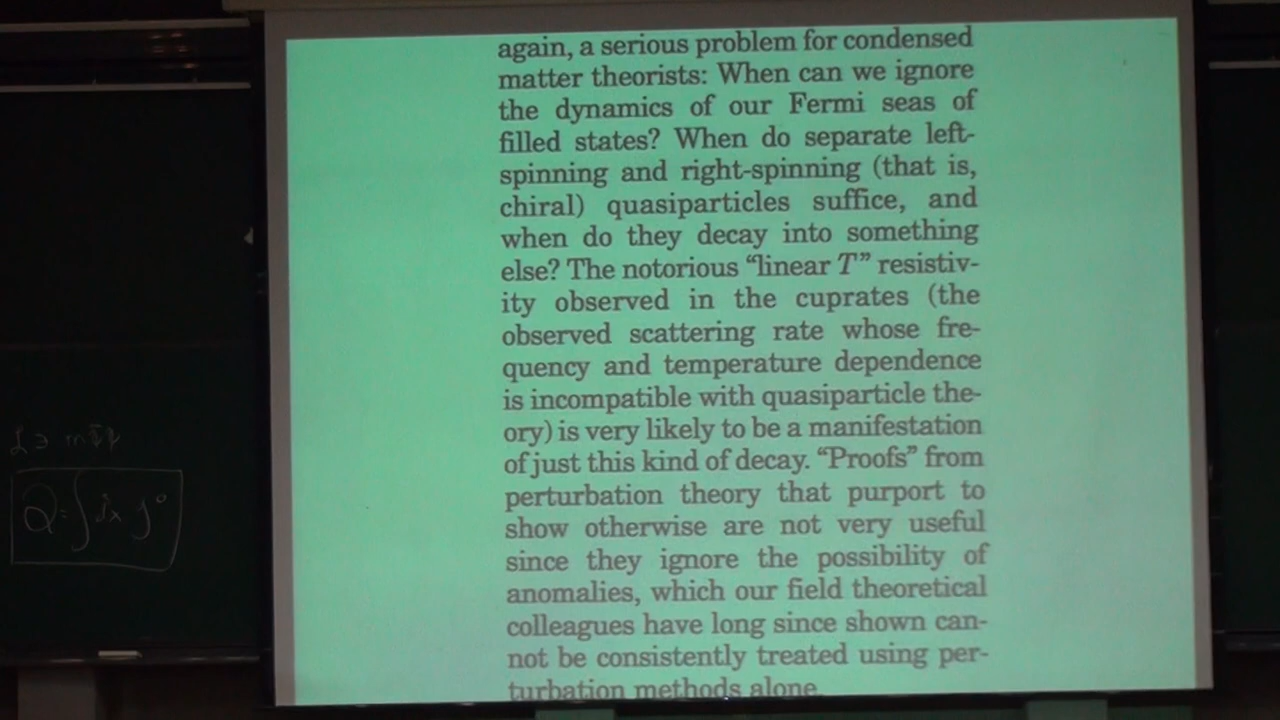 again, a serious problem for condensed
matter theorists: When can we ignore
the dynamics of our Fermi seas of
filled states? When do separate left-
spinning and right-spinning (that is,
chiral) quasiparticles suffice, and
when do they decay into something
else? The notorious “linear T” resistiv-
ity observed in the cuprates (the
observed scattering rate whose fre-
quency and temperature dependence
is incompatible with quasiparticle the-
ory) is very likely to be a manifestation
of just this kind of decay. “Proofs” from
perturbation theory that purport to
show otherwise are not very useful
since they ignore the possibility of
anomalies, which our field theoretical
colleagues have long since shown can-
not be consistently treated using per-
turbation methods alone.
Q = ∫ dx j⁰